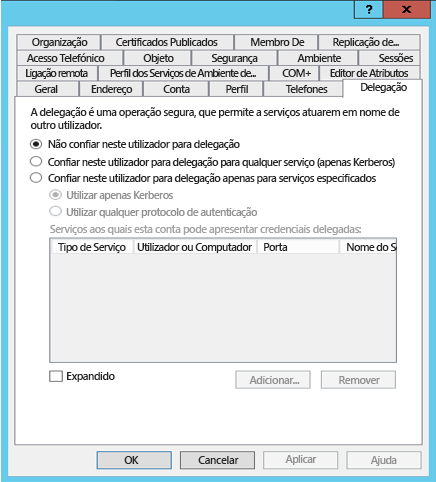 ?
x
Organização Certificados Publicados Membro De Replicação de...
Acesso Telefónico Objeto Segurança Ambiente Sessões
Ligação remota Perfil dos Serviços de Ambiente de... COM+ Editor de Atributos
Geral Endereço Conta Perfil Telefones Delegação
A delegação é uma operação segura, que permite a serviços atuarem em nome de
outro utilizador.
Não confiar neste utilizador para delegação
Confiar neste utilizador para delegação para qualquer serviço (apenas Kerberos)
Confiar neste utilizador para delegação apenas para serviços especificados
Utilizar apenas Kerberos
Utilizar qualquer protocolo de autenticação
Serviços aos quais esta conta pode apresentar credenciais delegadas:
Tipo de Serviço Utilizador ou Computador Porta Nome do S
Expandido Adicionar... Remover
OK Cancelar Aplicar Ajuda